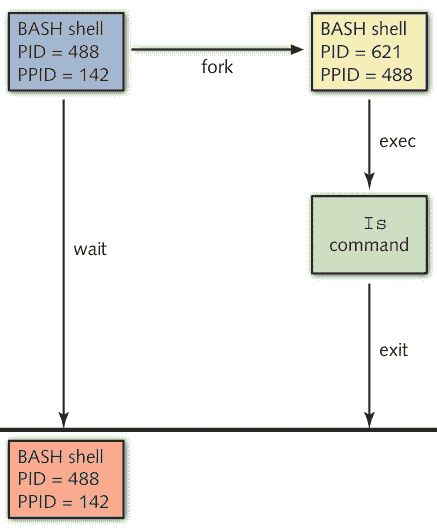 BASH shell
PID = 488
PPID = 142
fork
BASH shell
PID = 621
PPID = 488
exec
wait
ls
command
exit
BASH shell
PID = 488
PPID = 142